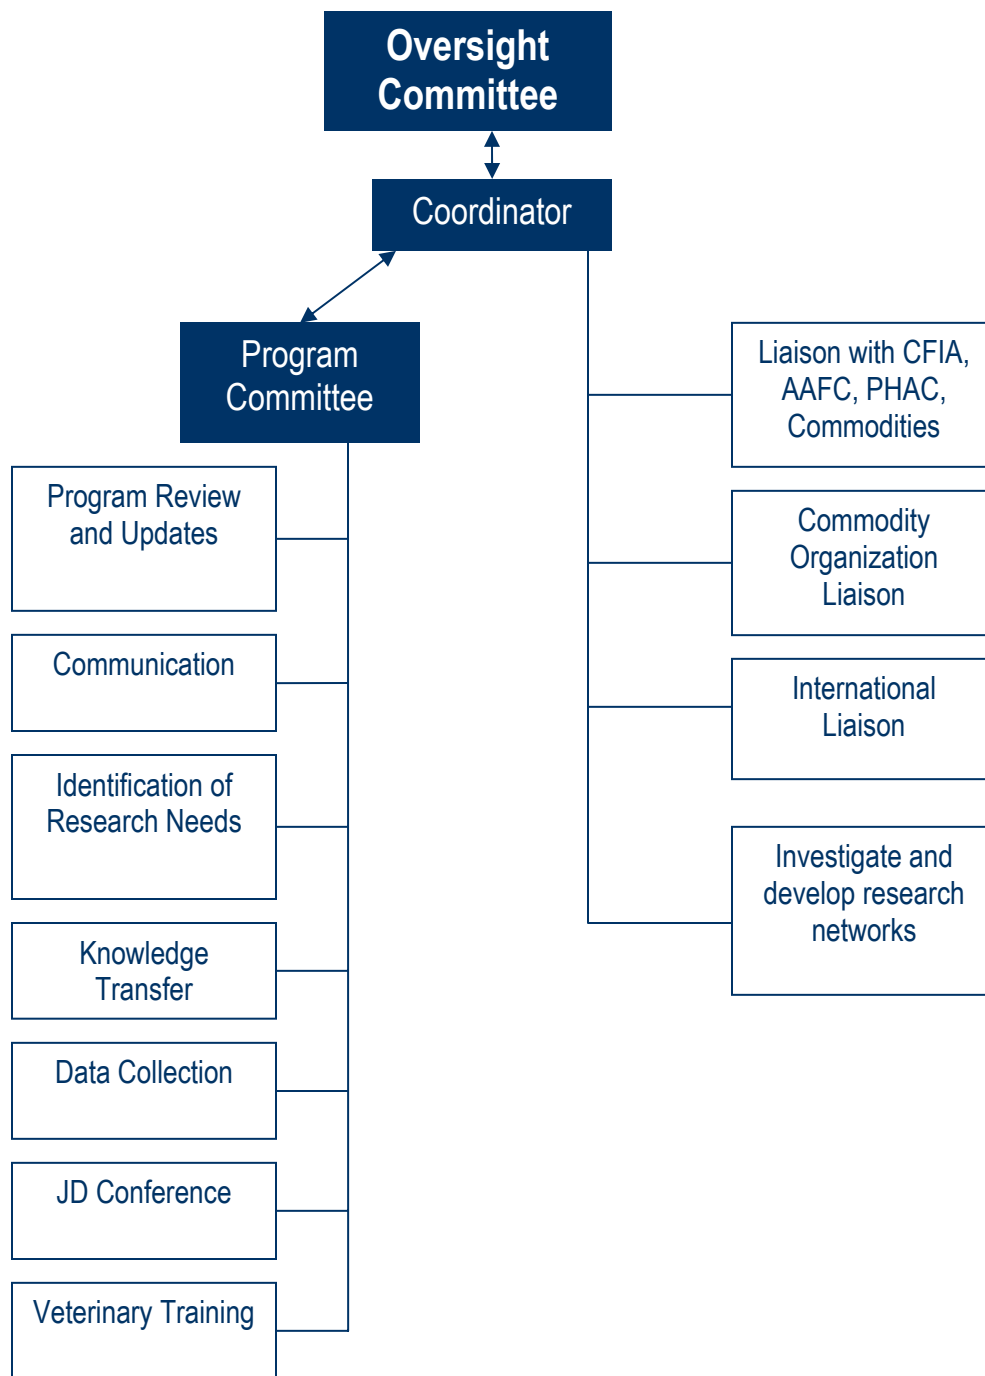 Oversight
Committee
Coordinator
Program
Committee
Program Review
and Updates
Communication
Identification of
Research Needs
Knowledge
Transfer
Data Collection
JD Conference
Veterinary Training
Liaison with CFIA,
AAFC, PHAC,
Commodities
Commodity
Organization
Liaison
International
Liaison
Investigate and
develop research
networks